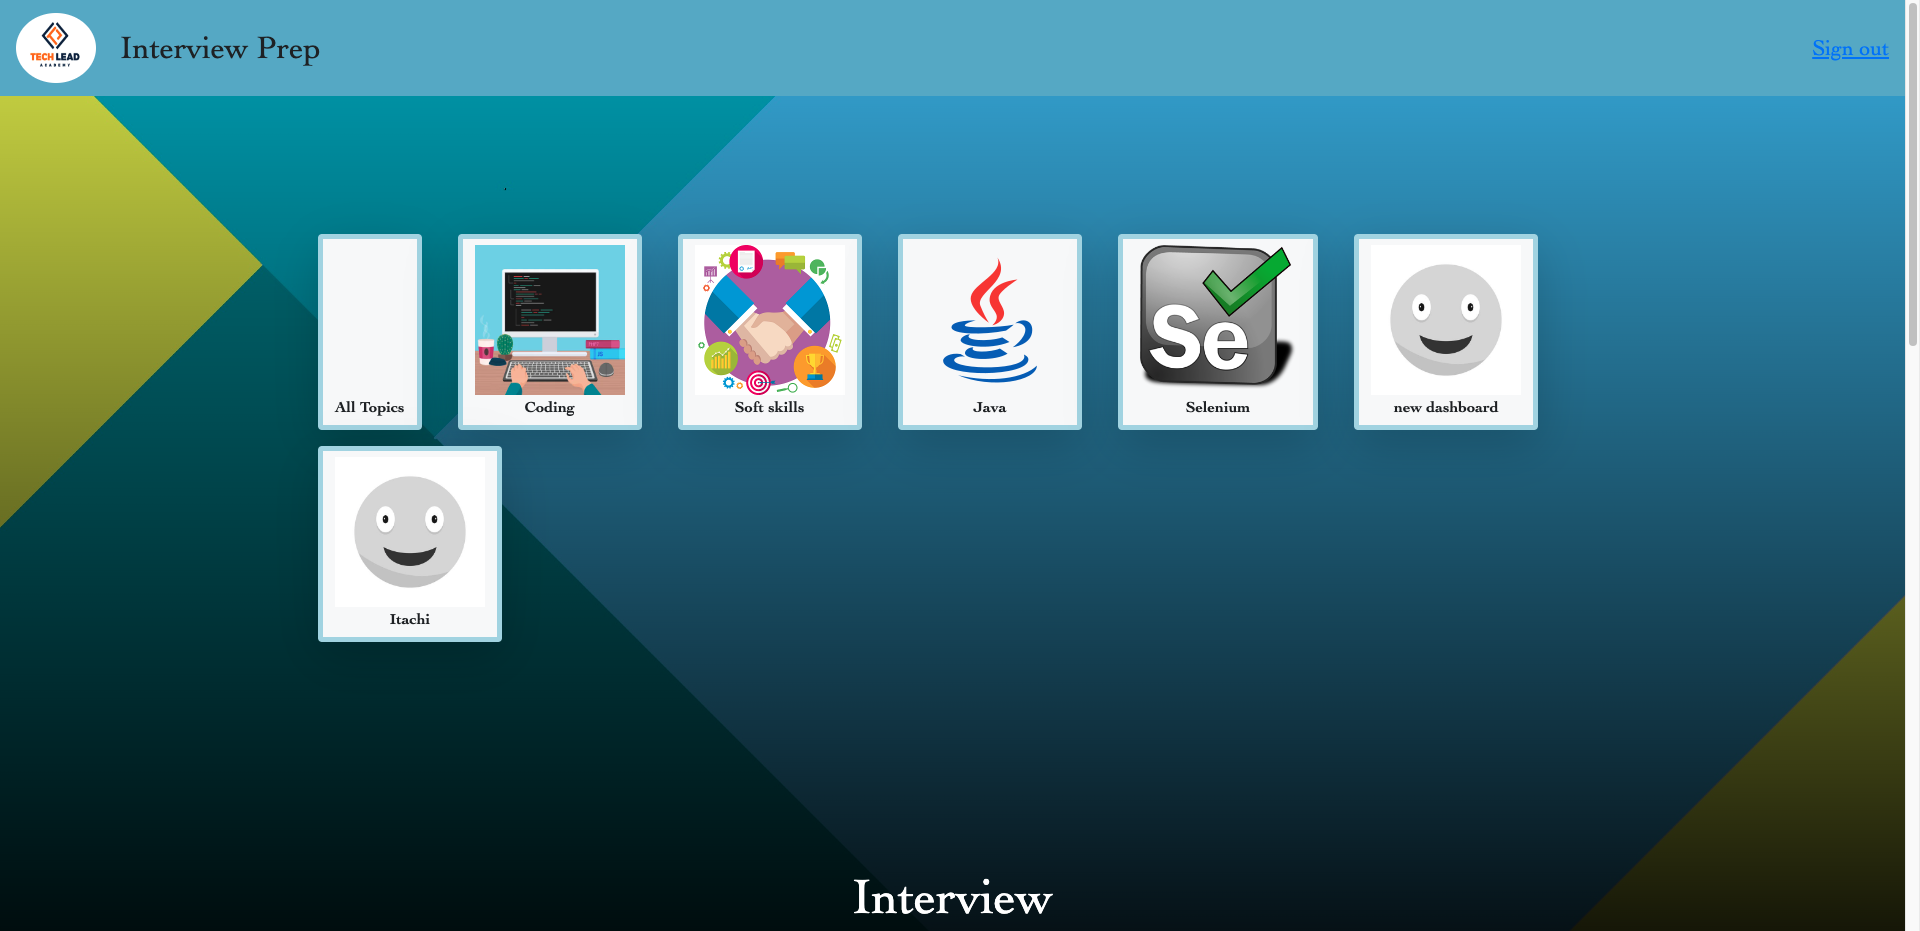 TECH LEAD
ACADEMY
Interview Prep
Sign out
All Topics
Coding
Soft skills
Java
Se
Selenium
new dashboard
Itachi
Interview